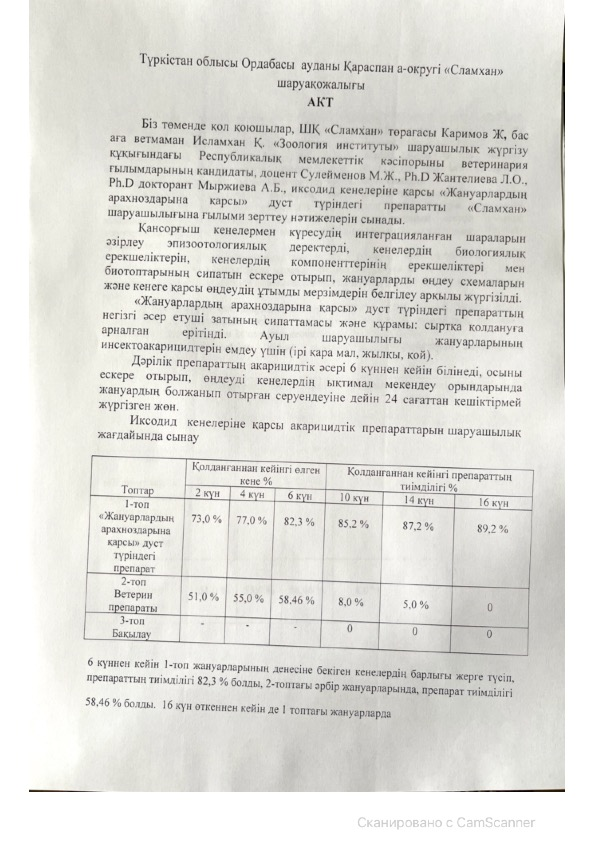 Түркістан облысы Ордабасы ауданы Қараспан а-округі «Сламхан»
шаруақожалығы
АКТ
Біз төменде қол қоюшылар, ШҚ «Сламхан» төрағасы Каримов Ж, бас
аға ветмаман Исламхан Қ. «Зоология институты» шаруашылық жүргізу
құқығындағы Республикалық мемлекеттік кәсіпорыны ветеринария
ғылымдарының кандидаты, доцент Сулейменов М.Ж., Ph.D Жантелиева Л.О.,
Ph.D докторант Мыржиева А.Б., иксодид кенелеріне қарсы «Жануарлардың
арахноздарына қарсы» дуст түріндегі препаратты «Сламхан»
шаруашылығына ғылыми зерттеу нәтижелерін сынады.
Қансорғыш кенелермен күресудің интеграцияланған шараларын
әзірлеу эпизоотологиялық деректерді, кенелердің биологиялық
ерекшеліктерін, кенелердің компоненттерінің ерекшеліктері мен
биотоптарының сипатын ескере отырып, жануарларды өңдеу схемаларын
және кенеге қарсы өңдеудің ұтымды мерзімдерін белгілеу арқылы жүргізілді.
«Жануарлардың арахноздарына қарсы» дуст түріндегі препараттың
негізгі әсер етуші затының сипаттамасы және құрамы: сыртқа қолдануға
арналған ерітінді. Ауыл шаруашылығы жануарларының
инсектоакарицидтерін емдеу үшін (ірі қара мал, жылқы, қой).
Дәрілік препараттың акарицидтік әсері 6 күннен кейін білінеді, осыны
ескере отырып, өңдеуді кенелердің ықтимал мекендеу орындарында
жануардың болжанып отырған серуендеуіне дейін 24 сағаттан кешіктірмей
жүргізген жөн.
Иксодид кенелеріне қарсы акарицидтік препараттарын шаруашылық
жағдайында сынау
Топтар
Қолданғаннан кейінгі өлген
кене %
Қолданғаннан кейінгі препараттың
тиімділігі %
2 күн 4 күн 6 күн 10 күн 14 күн 16 күн
1-топ
«Жануарлардың
арахноздарына
қарсы» дуст
түріндегі
препарат
73,0 % 77,0 % 82,3 % 85,2 % 87,2 % 89,2 %
2-топ
Ветерин
препараты
51,0 % 55,0 % 58,46 % 8,0 % 5,0 % 0
3-топ
Бақылау
- - - 0 0 0
6 күннен кейін 1-топ жануарларының денесіне бекіген кенелердің барлығы жерге түсіп,
препараттың тиімділігі 82,3 % болды, 2-топтағы әрбір жануарларында, препарат тиімділігі
58,46 % болды. 16 күн өткеннен кейін де 1 топтағы жануарларда
Сканировано с CamScanner